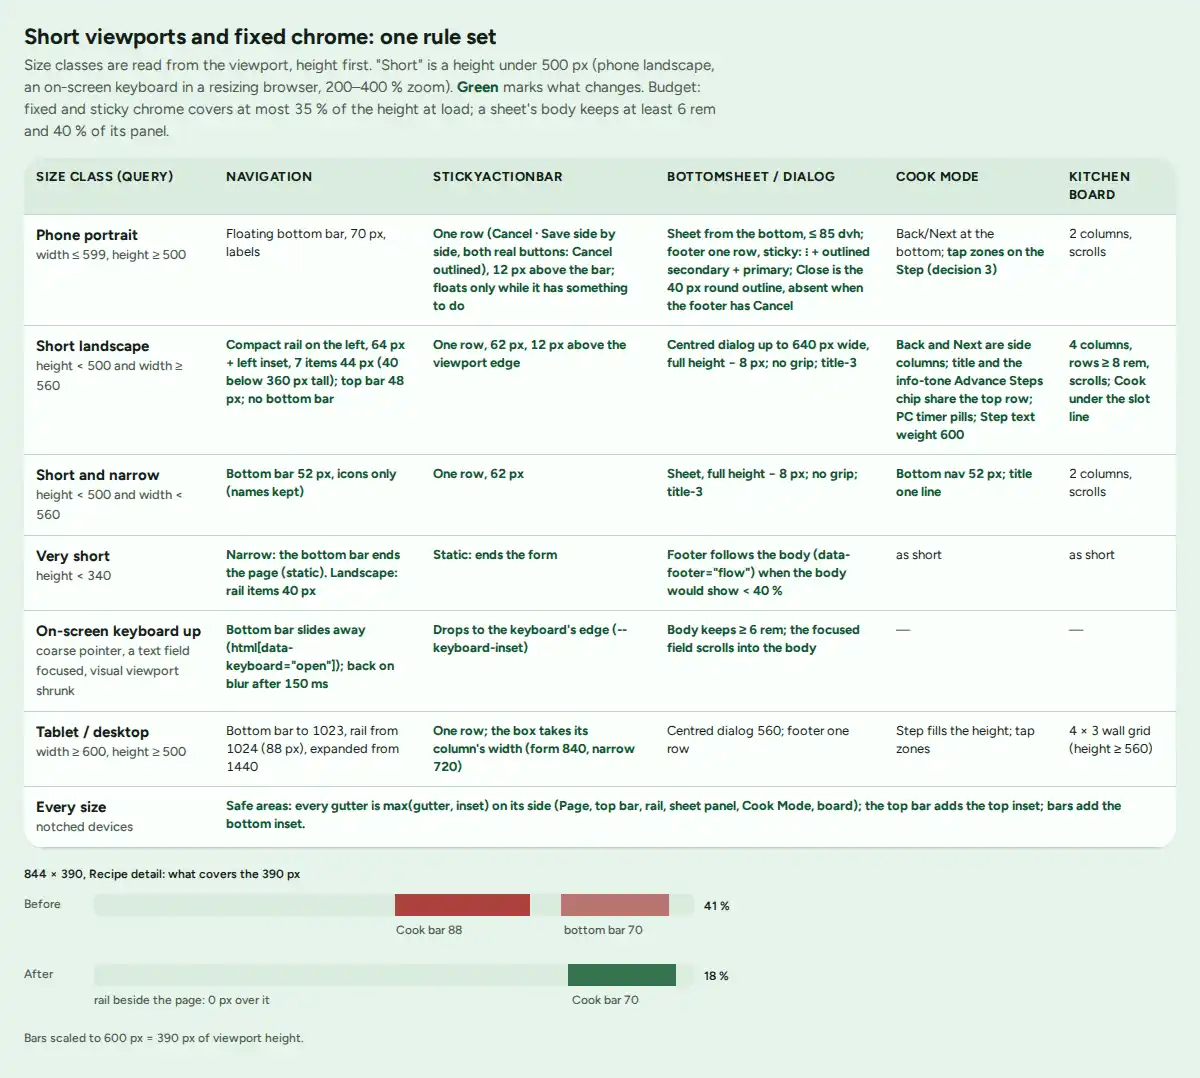 Short viewports and fixed chrome: one rule set
Size classes are read from the viewport, height first. "Short" is a height under 500 px (phone landscape,
an on-screen keyboard in a resizing browser, 200–400 % zoom). Green marks what changes. Budget:
fixed and sticky chrome covers at most 35 % of the height at load; a sheet's body keeps at least 6 rem
and 40 % of its panel.
SIZE CLASS (QUERY)
NAVIGATION
STICKYACTIONBAR
BOTTOMSHEET / DIALOG
COOK MODE
KITCHEN
BOARD
Phone portrait
width ≤ 599, height ≥ 500
Floating bottom bar, 70 px,
labels
One row (Cancel · Save side by
side, both real buttons: Cancel
outlined), 12 px above the bar;
floats only while it has something
to do
Sheet from the bottom, ≤ 85 dvh;
footer one row, sticky: ⋮ + outlined
secondary + primary; Close is the
40 px round outline, absent when
the footer has Cancel
Back/Next at the
bottom; tap zones on the
Step (decision 3)
2 columns,
scrolls
Short landscape
height < 500 and width ≥
560
Compact rail on the left, 64 px
+ left inset, 7 items 44 px (40
below 360 px tall); top bar 48
px; no bottom bar
One row, 62 px, 12 px above the
viewport edge
Centred dialog up to 640 px wide,
full height − 8 px; no grip; title-3
Back and Next are side
columns; title and the
info-tone Advance Steps
chip share the top row;
PC timer pills; Step text
weight 600
4 columns,
rows ≥ 8 rem,
scrolls; Cook
under the slot
line
Short and narrow
height < 500 and width <
560
Bottom bar 52 px, icons only
(names kept)
One row, 62 px
Sheet, full height − 8 px; no grip;
title-3
Bottom nav 52 px; title
one line
2 columns,
scrolls
Very short
height < 340
Narrow: the bottom bar ends
the page (static). Landscape:
rail items 40 px
Static: ends the form
Footer follows the body (data-
footer="flow") when the body
would show < 40 %
as short
as short
On-screen keyboard up
coarse pointer, a text field
focused, visual viewport
shrunk
Bottom bar slides away
(html[data-
keyboard="open"]); back on
blur after 150 ms
Drops to the keyboard's edge (--
keyboard-inset)
Body keeps ≥ 6 rem; the focused
field scrolls into the body
—
—
Tablet / desktop
width ≥ 600, height ≥ 500
Bottom bar to 1023, rail from
1024 (88 px), expanded from
1440
One row; the box takes its
column's width (form 840, narrow
720)
Centred dialog 560; footer one
row
Step fills the height; tap
zones
4 × 3 wall grid
(height ≥ 560)
Every size
notched devices
Safe areas: every gutter is max(gutter, inset) on its side (Page, top bar, rail, sheet panel, Cook Mode, board); the top bar adds the top inset; bars add the
bottom inset.
844 × 390, Recipe detail: what covers the 390 px
Before
41 %
Cook bar 88
bottom bar 70
After
18 %
rail beside the page: 0 px over it
Cook bar 70
Bars scaled to 600 px = 390 px of viewport height.